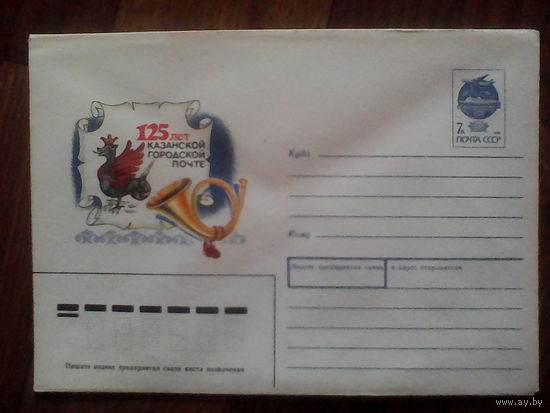 125 лет
КАЗАНСКОЙ
ГОРОДСКОЙ
ПОЧТЕ
7к
ПОЧТА СССР
Куда
Кому
Индекс предприятия связи и адрес отправителя
Пишите индекс предприятия связи места назначения
www.ay.by